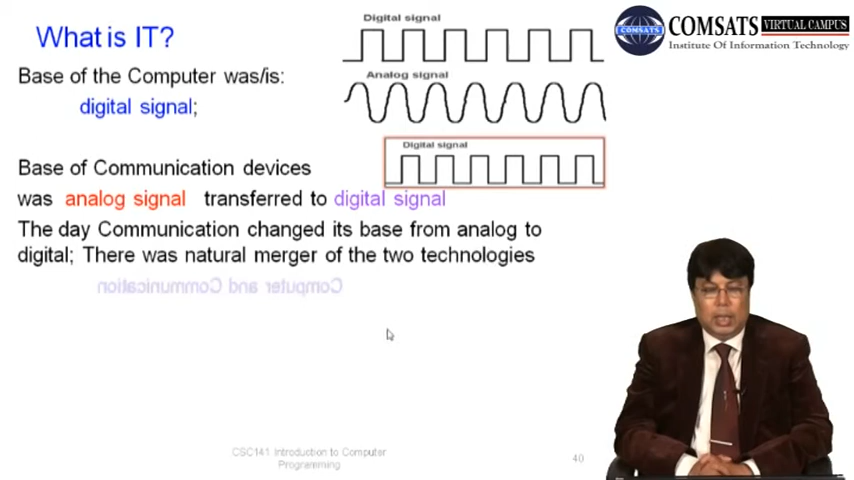 What is IT?
Digital signal
COMSATS VIRTUAL CAMPUS
Institute Of Information Technology
COMSATS
Base of the Computer was/is:
Analog signal
digital signal;
Digital signal
Base of Communication devices
was analog signal transferred to digital signal
The day Communication changed its base from analog to
digital; There was natural merger of the two technologies
Computer and Communication
CSC141 Introduction to Computer
Programming
40